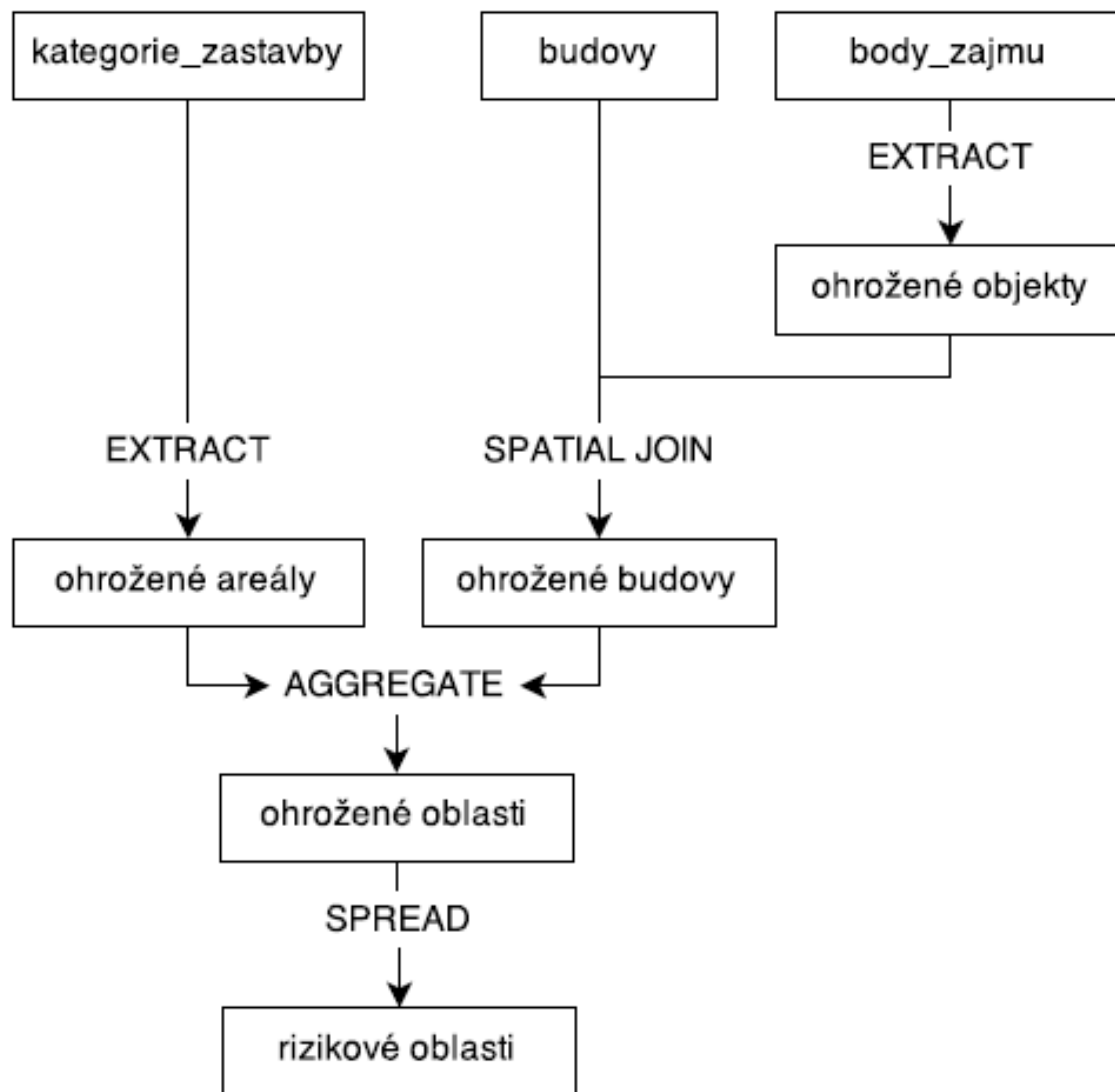 kategorie_zastavby
budovy
body_zajmu
EXTRACT
ohrožené objekty
EXTRACT
SPATIAL JOIN
ohrožené areály
ohrožené budovy
AGGREGATE
ohrožené oblasti
SPREAD
rizikové oblasti